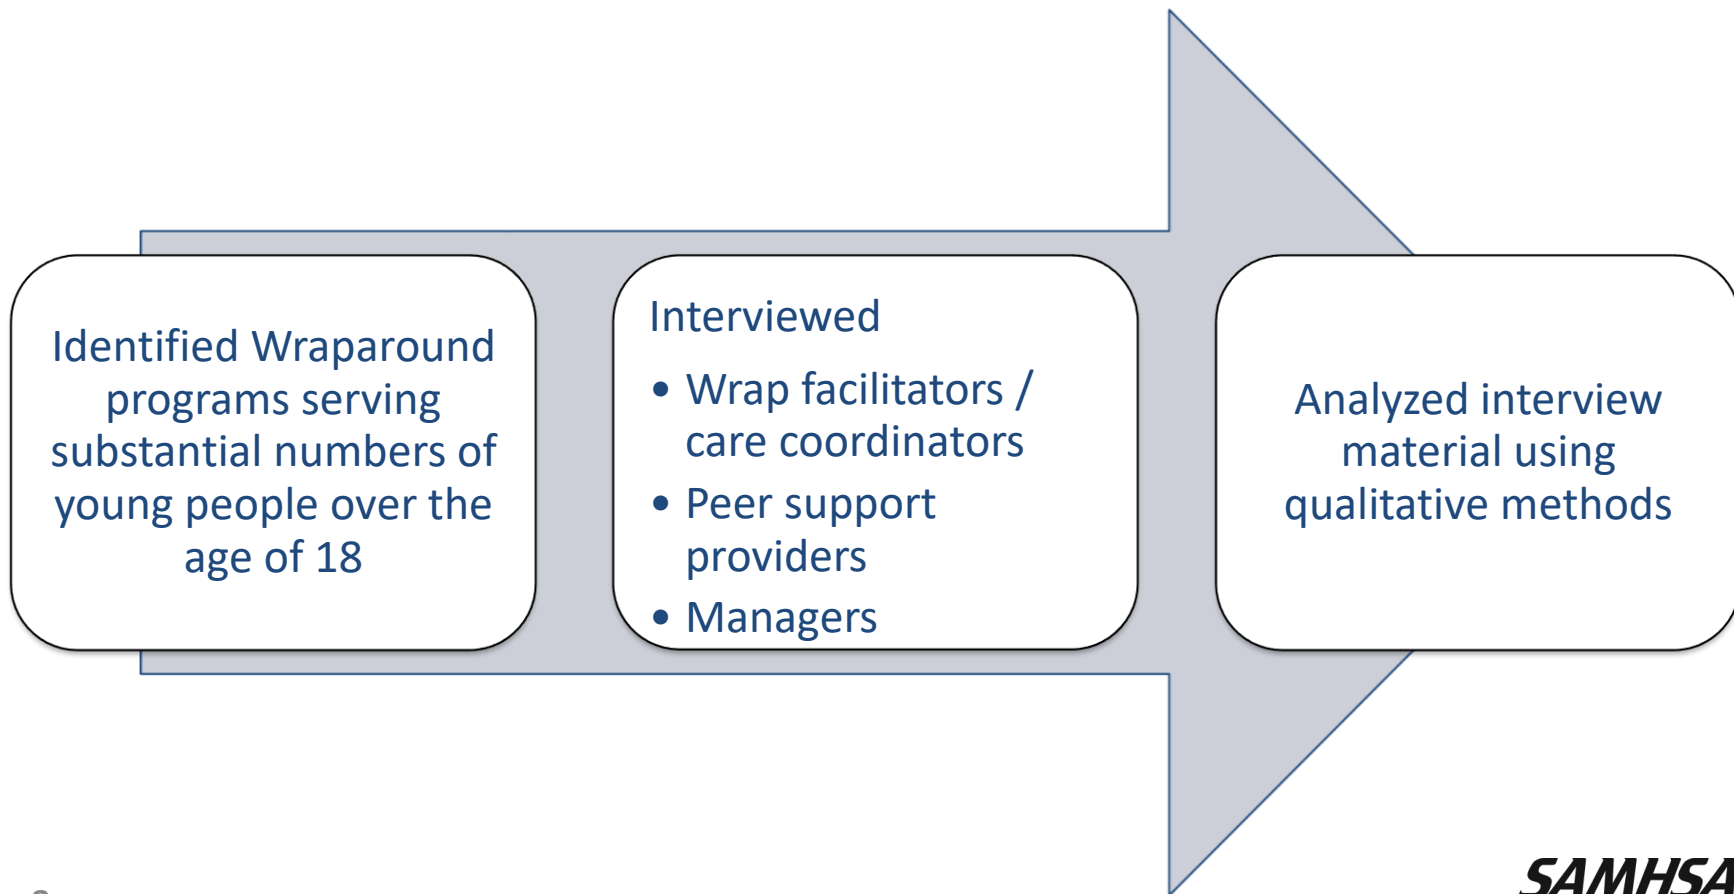 Identified Wraparound
programs serving
substantial numbers of
young people over the
age of 18
Interviewed
• Wrap facilitators /
care coordinators
• Peer support
providers
• Managers
Analyzed interview
material using
qualitative methods
SAMHSA